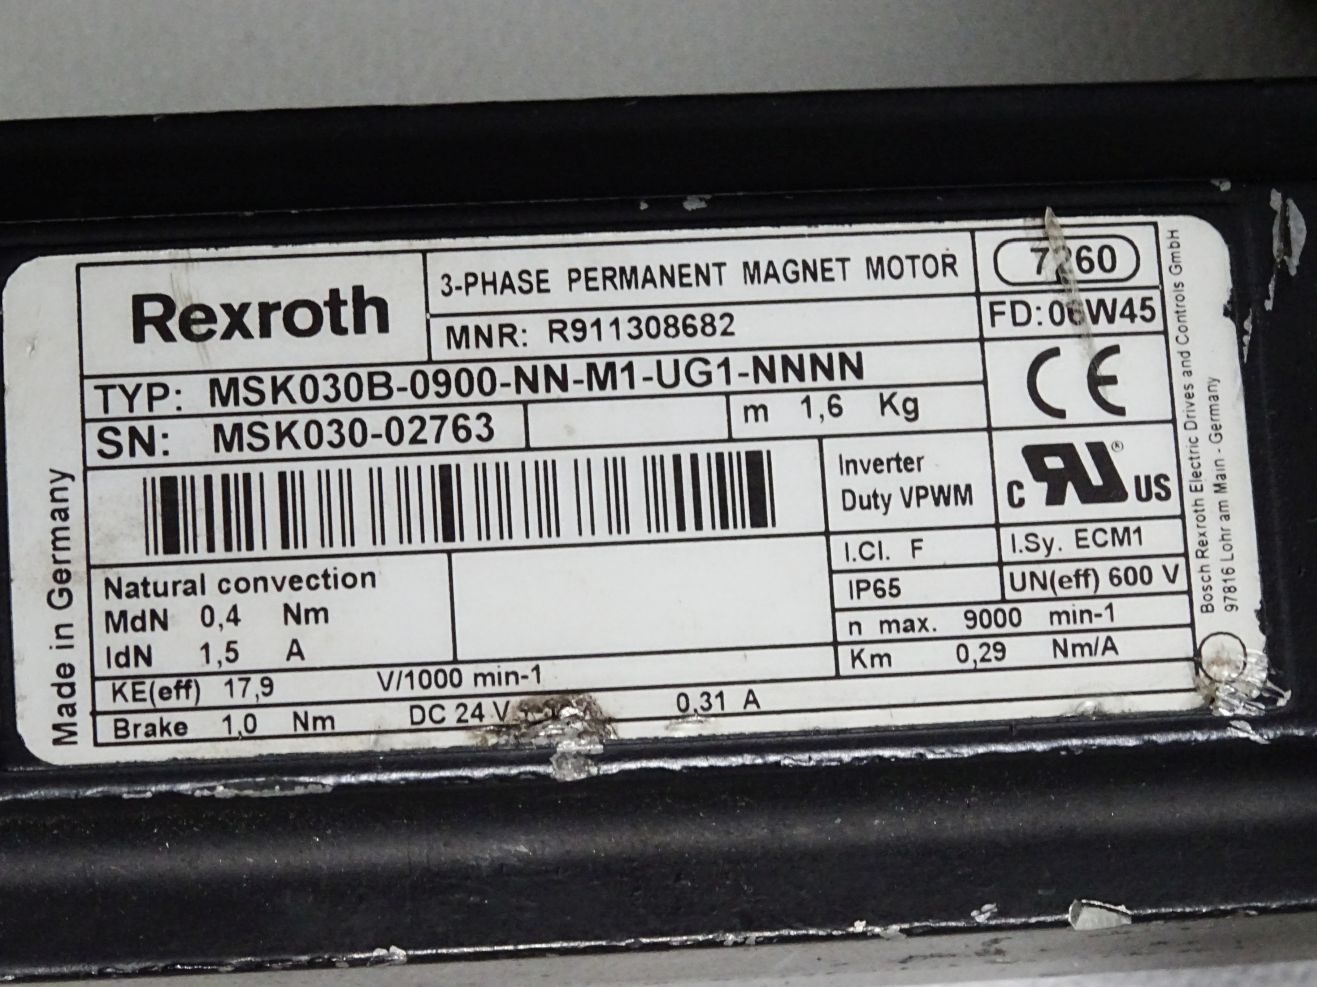 Rexroth
3-PHASE PERMANENT MAGNET MOTOR
MNR: R911308682
7260
FD: 06W45
TYP: MSK030B-0900-NN-M1-UG1-NNNN
SN: MSK030-02763
m 1,6 Kg
CE
Inverter
Duty VPWM
C RU® US
I.Cl. F
I.Sy. ECM1
IP65
UN(eff) 600 V
n max. 9000 min-1
Km 0,29 Nm/A
Natural convection
MdN 0,4 Nm
IdN 1,5 A
KE(eff) 17,9 V/1000 min-1
Brake 1,0 Nm DC 24 V 0,31 A
Made in Germany
Bosch Rexroth Electric Drives and Controls GmbH
97816 Lohr am Main - Germany